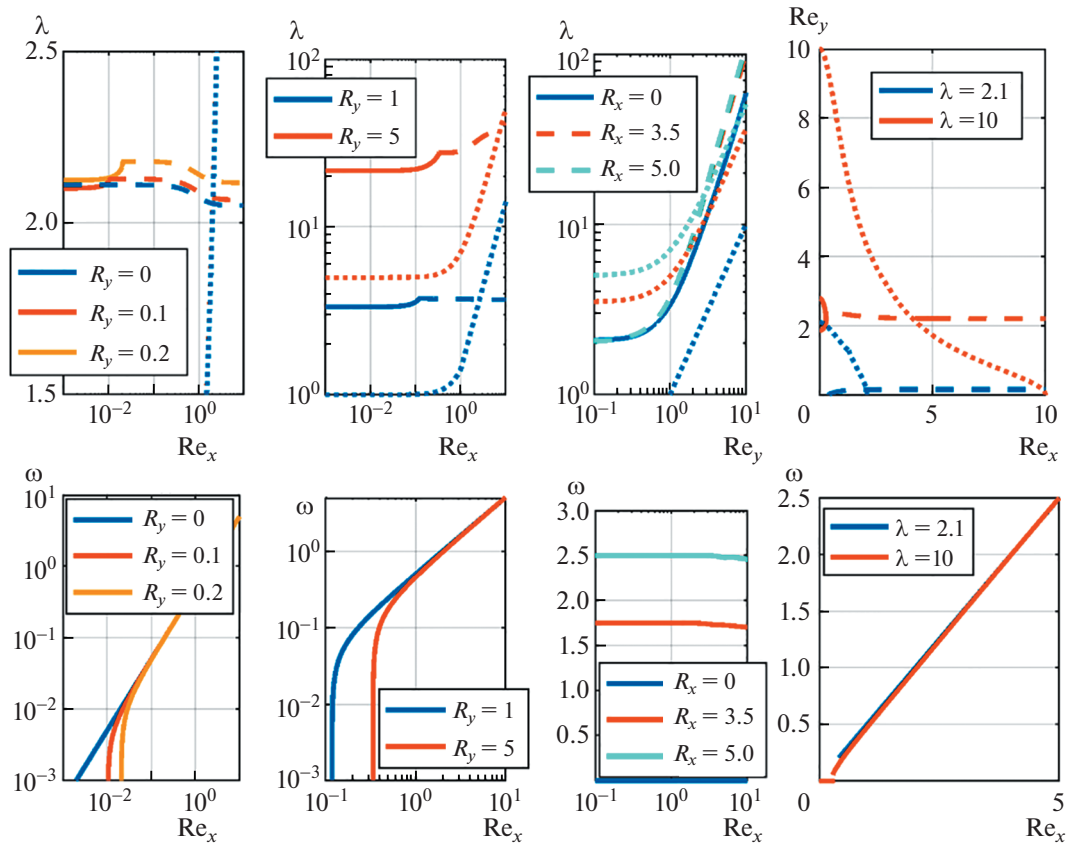 λ
2.5
2.0
1.5
R_y = 0
R_y = 0.1
R_y = 0.2
10^−2
10^0
Re_x
λ
10^2
10^1
10^0
R_y = 1
R_y = 5
10^−2
10^0
Re_x
λ
10^2
10^1
10^0
R_x = 0
R_x = 3.5
R_x = 5.0
10^−1
10^0
10^1
Re_y
Re_y
10
8
6
4
2
0
λ = 2.1
λ = 10
5
10
Re_x
ω
10^1
10^0
10^−1
10^−2
10^−3
R_y = 0
R_y = 0.1
R_y = 0.2
10^−2
10^0
Re_x
ω
10^0
10^−1
10^−2
10^−3
R_y = 1
R_y = 5
10^−1
10^0
10^1
Re_x
ω
3.0
2.5
2.0
1.5
1.0
0.5
R_x = 0
R_x = 3.5
R_x = 5.0
10^−1
10^0
10^1
Re_x
ω
2.5
2.0
1.5
1.0
0.5
λ = 2.1
λ = 10
0
5
Re_x